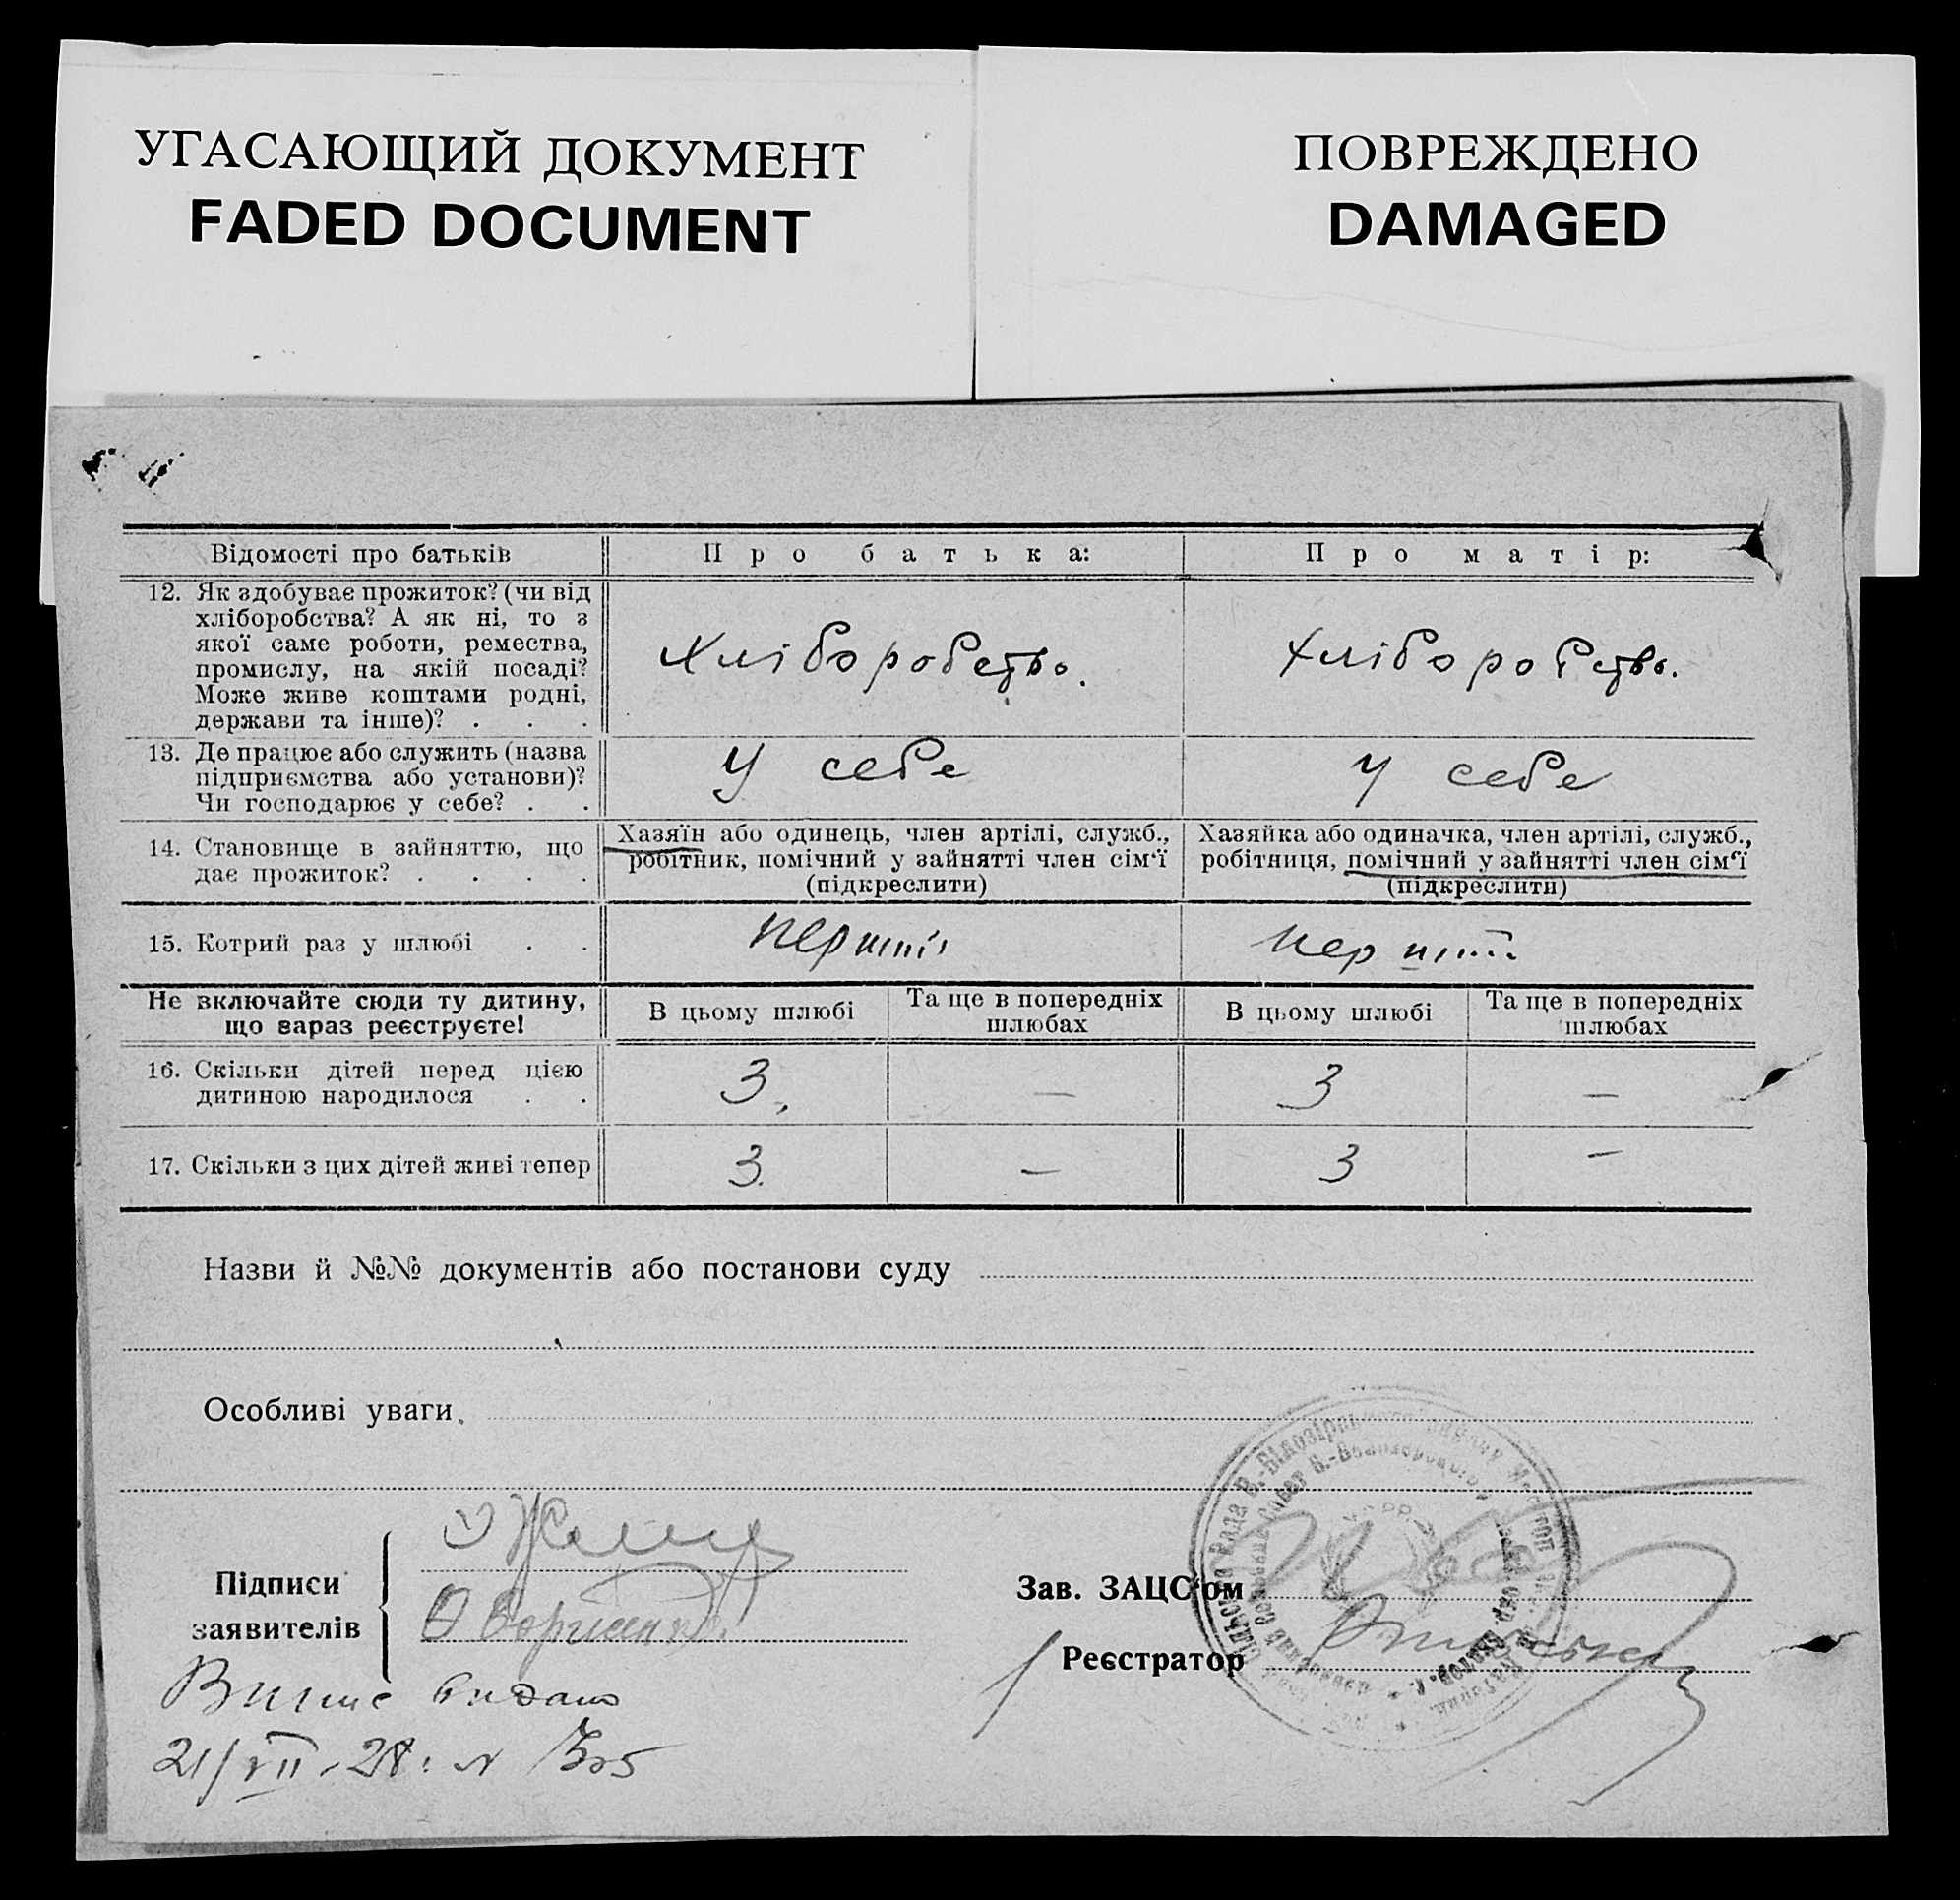 УГАСАЮЩИЙ ДОКУМЕНТ
FADED DOCUMENT
ПОВРЕЖДЕНО
DAMAGED
Відомості про батьків
Про батька:
Про матір:
12. Як здобуває прожиток? (чи від
хліборобства? А як ні, то з
якої саме роботи, ремества,
промислу, на якій посаді?
Може живе коштами родні,
держави та інше)? . . .
Хліборобство.
Хліборобство.
13. Де працює або служить (назва
підприємства або установи)?
Чи господарює у себе? . .
У себе
У себе
14. Становище в зайняттю, що
дає прожиток? . . . .
Хазяїн або одинець, член артілі, служб.,
робітник, помічний у зайнятті член сім'ї
(підкреслити)
Хазяйка або одиначка, член артілі, служб.,
робітниця, помічний у зайнятті член сім'ї
(підкреслити)
15. Котрий раз у шлюбі . .
перший
перший
Не включайте сюди ту дитину,
що зараз реєструєте!
В цьому шлюбі
Та ще в попередніх
шлюбах
В цьому шлюбі
Та ще в попередніх
шлюбах
16. Скільки дітей перед цією
дитиною народилося . .
3
—
3
—
17. Скільки з цих дітей живі тепер
3
—
3
—
Назви й №№ документів або постанови суду
Особливі уваги.
Підписи
заявителів
Зав. ЗАЦС'ом
Реєстратор
Рада В.-Білозірського
видано
21/VII 28